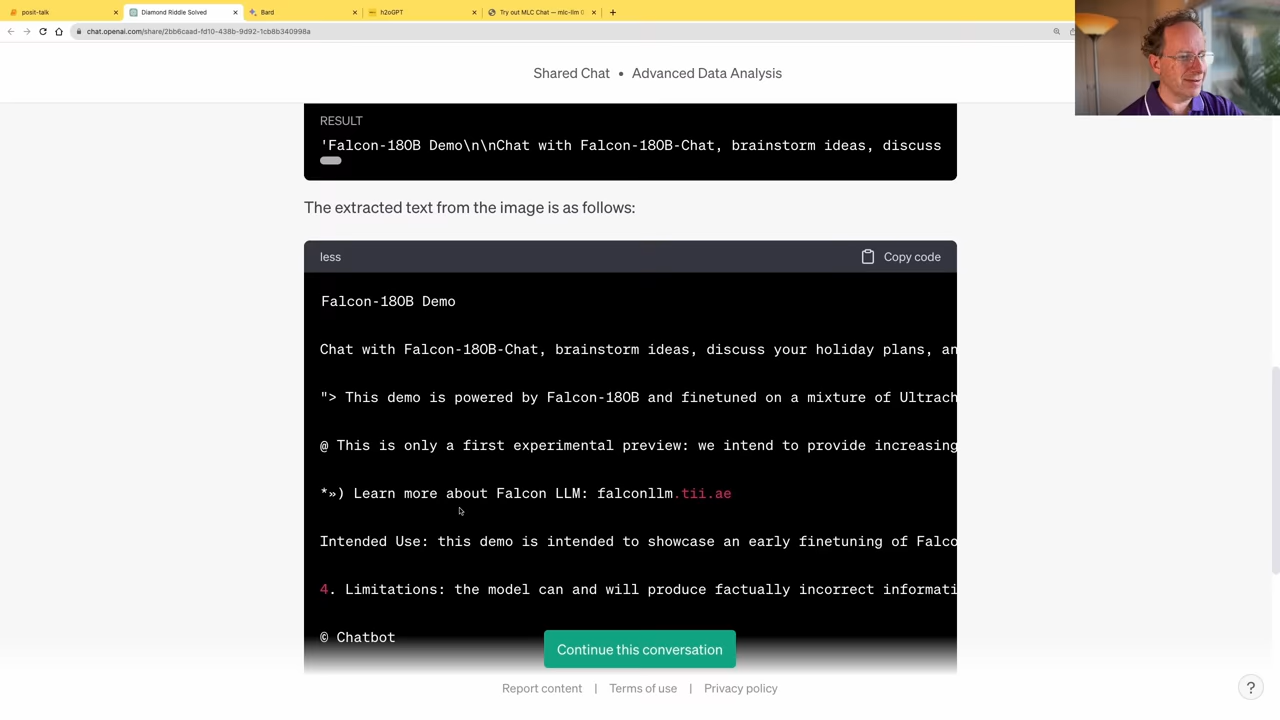 posit-talk
Diamond Riddle Solved
Bard
h2oGPT
Try out MLC Chat — mlc-llm
chat.openai.com/share/2bb6caad-fd10-438b-9d92-1cb8b340998a
Shared Chat • Advanced Data Analysis
RESULT
'Falcon-18OB Demo\n\nChat with Falcon-18OB-Chat, brainstorm ideas, discuss
The extracted text from the image is as follows:
less
Copy code
Falcon-18OB Demo
Chat with Falcon-18OB-Chat, brainstorm ideas, discuss your holiday plans, an
"> This demo is powered by Falcon-18OB and finetuned on a mixture of Ultrach
@ This is only a first experimental preview: we intend to provide increasing
*») Learn more about Falcon LLM: falconllm.tii.ae
Intended Use: this demo is intended to showcase an early finetuning of Falco
4. Limitations: the model can and will produce factually incorrect informati
© Chatbot
Continue this conversation
Report content | Terms of use | Privacy policy
?